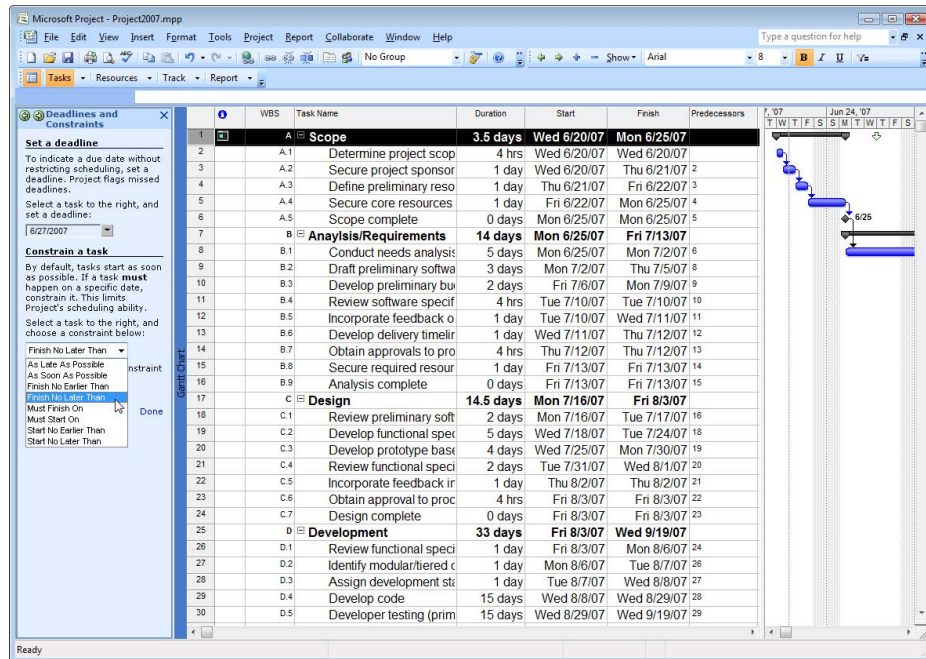 Microsoft Project - Project2007.mpp
File Edit View Insert Format Tools Project Report Collaborate Window Help Type a question for help
No Group Show Arial 8 B I U
Tasks Resources Track Report
Deadlines and Constraints
Set a deadline
To indicate a due date without
restricting scheduling, set a
deadline. Project flags missed
deadlines.
Select a task to the right, and
set a deadline:
6/27/2007
Constrain a task
By default, tasks start as soon
as possible. If a task must
happen on a specific date,
constrain it. This limits
Project's scheduling ability.
Select a task to the right, and
choose a constraint below:
Finish No Later Than
As Late As Possible
As Soon As Possible
Finish No Earlier Than
Finish No Later Than
Must Finish On
Must Start On
Start No Earlier Than
Start No Later Than
nstraint
Done
Gantt Chart
WBS Task Name Duration Start Finish Predecessors
1 A Scope 3.5 days Wed 6/20/07 Mon 6/25/07
2 A.1 Determine project scop 4 hrs Wed 6/20/07 Wed 6/20/07
3 A.2 Secure project sponsor 1 day Wed 6/20/07 Thu 6/21/07 2
4 A.3 Define preliminary reso 1 day Thu 6/21/07 Fri 6/22/07 3
5 A.4 Secure core resources 1 day Fri 6/22/07 Mon 6/25/07 4
6 A.5 Scope complete 0 days Mon 6/25/07 Mon 6/25/07 5
7 B Anaylsis/Requirements 14 days Mon 6/25/07 Fri 7/13/07
8 B.1 Conduct needs analysis 5 days Mon 6/25/07 Mon 7/2/07 6
9 B.2 Draft preliminary softwa 3 days Mon 7/2/07 Thu 7/5/07 8
10 B.3 Develop preliminary bu 2 days Fri 7/6/07 Mon 7/9/07 9
11 B.4 Review software specif 4 hrs Tue 7/10/07 Tue 7/10/07 10
12 B.5 Incorporate feedback o 1 day Tue 7/10/07 Wed 7/11/07 11
13 B.6 Develop delivery timelir 1 day Wed 7/11/07 Thu 7/12/07 12
14 B.7 Obtain approvals to pro 4 hrs Thu 7/12/07 Thu 7/12/07 13
15 B.8 Secure required resour 1 day Fri 7/13/07 Fri 7/13/07 14
16 B.9 Analysis complete 0 days Fri 7/13/07 Fri 7/13/07 15
17 C Design 14.5 days Mon 7/16/07 Fri 8/3/07
18 C.1 Review preliminary soft 2 days Mon 7/16/07 Tue 7/17/07 16
19 C.2 Develop functional spec 5 days Wed 7/18/07 Tue 7/24/07 18
20 C.3 Develop prototype base 4 days Wed 7/25/07 Mon 7/30/07 19
21 C.4 Review functional speci 2 days Tue 7/31/07 Wed 8/1/07 20
22 C.5 Incorporate feedback ir 1 day Thu 8/2/07 Thu 8/2/07 21
23 C.6 Obtain approval to proc 4 hrs Fri 8/3/07 Fri 8/3/07 22
24 C.7 Design complete 0 days Fri 8/3/07 Fri 8/3/07 23
25 D Development 33 days Fri 8/3/07 Wed 9/19/07
26 D.1 Review functional speci 1 day Fri 8/3/07 Mon 8/6/07 24
27 D.2 Identify modular/tiered c 1 day Mon 8/6/07 Tue 8/7/07 26
28 D.3 Assign development sta 1 day Tue 8/7/07 Wed 8/8/07 27
29 D.4 Develop code 15 days Wed 8/8/07 Wed 8/29/07 28
30 D.5 Developer testing (prim 15 days Wed 8/29/07 Wed 9/19/07 29
7, '07 Jun 24, '07
T W T F S S M T W T F S
6/25
Ready